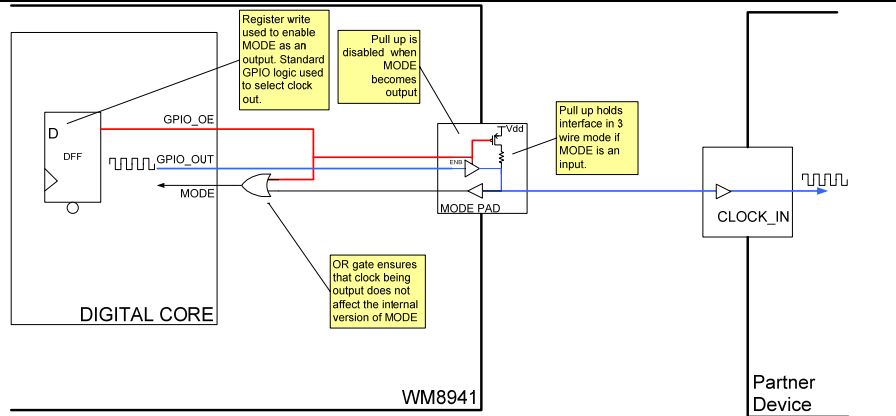 Register write
used to enable
MODE as an
output. Standard
GPIO logic used
to select clock
out.
Pull up is
disabled when
MODE
becomes
output
Pull up holds
interface in 3
wire mode if
MODE is an
input.
Vdd
D
DFF
GPIO_OE
GPIO_OUT
MODE
ENB
MODE PAD
CLOCK_IN
OR gate ensures
that clock being
output does not
affect the internal
version of MODE
DIGITAL CORE
WM8941
Partner
Device